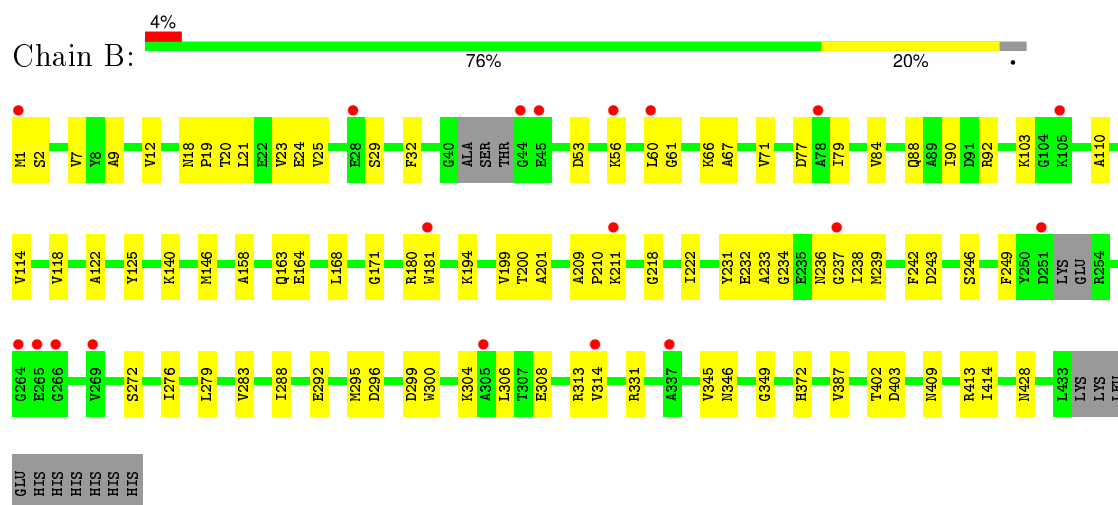 4%
Chain B:
76% 20% •
M1 S2 V7 Y8 A9 V12 N18 P19 T20 L21 E22 V23 E24 V25 E28 S29 F32 G40 ALA SER THR G44 E45 D53 K56 L60 G61 K66 A67 V71 D77 A78 I79 V84 Q88 A89 I90 D91 R92 K103 G104 K105 A110
V114 V118 A122 Y125 K140 M146 A158 Q163 E164 L168 G171 R180 W181 K194 V199 T200 A201 A209 P210 K211 G218 I222 Y231 E232 A233 G234 E235 N236 G237 I238 M239 F242 D243 S246 F249 Y250 D251 LYS GLU R254
G264 E265 G266 V269 S272 I276 L279 V283 I288 E292 M295 D296 D299 W300 K304 A305 L306 T307 E308 R313 V314 R331 A337 V345 N346 G349 H372 V387 T402 D403 N409 R413 I414 N428 L433 LYS LYS LEU
GLU HIS HIS HIS HIS HIS HIS